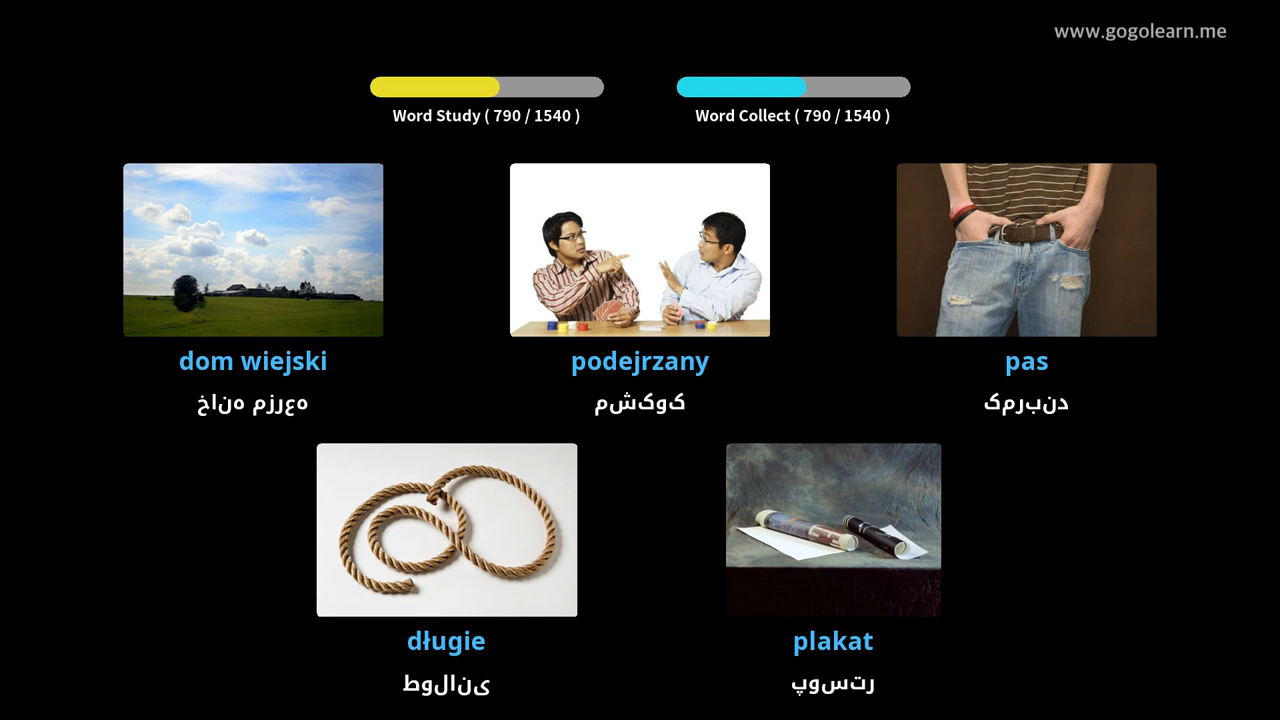 www.gogolearn.me
Word Study ( 790 / 1540 )
Word Collect ( 790 / 1540 )
dom wiejski
خانه مزرعه
podejrzany
مشکوک
pas
کمربند
długie
طولانی
plakat
پوستر